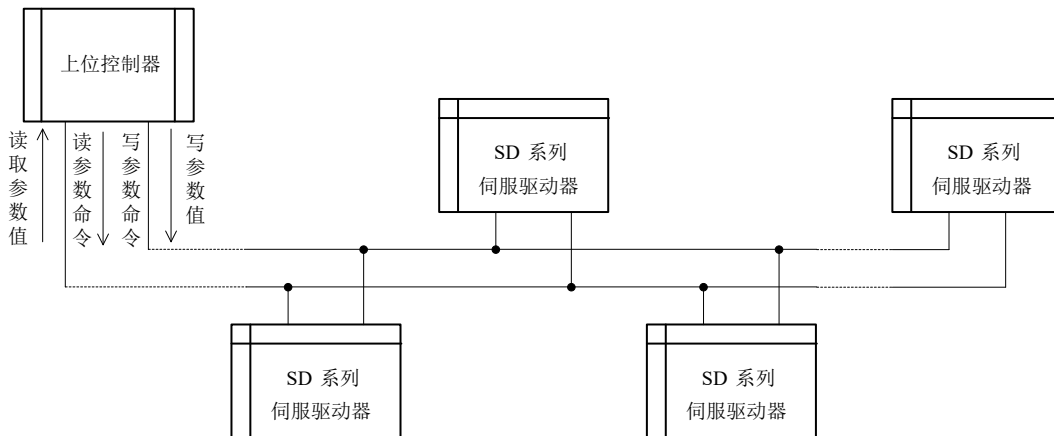 上位控制器
读取参数值
读参数命令
写参数命令
写参数值
SD 系列
伺服驱动器
SD 系列
伺服驱动器
SD 系列
伺服驱动器
SD 系列
伺服驱动器